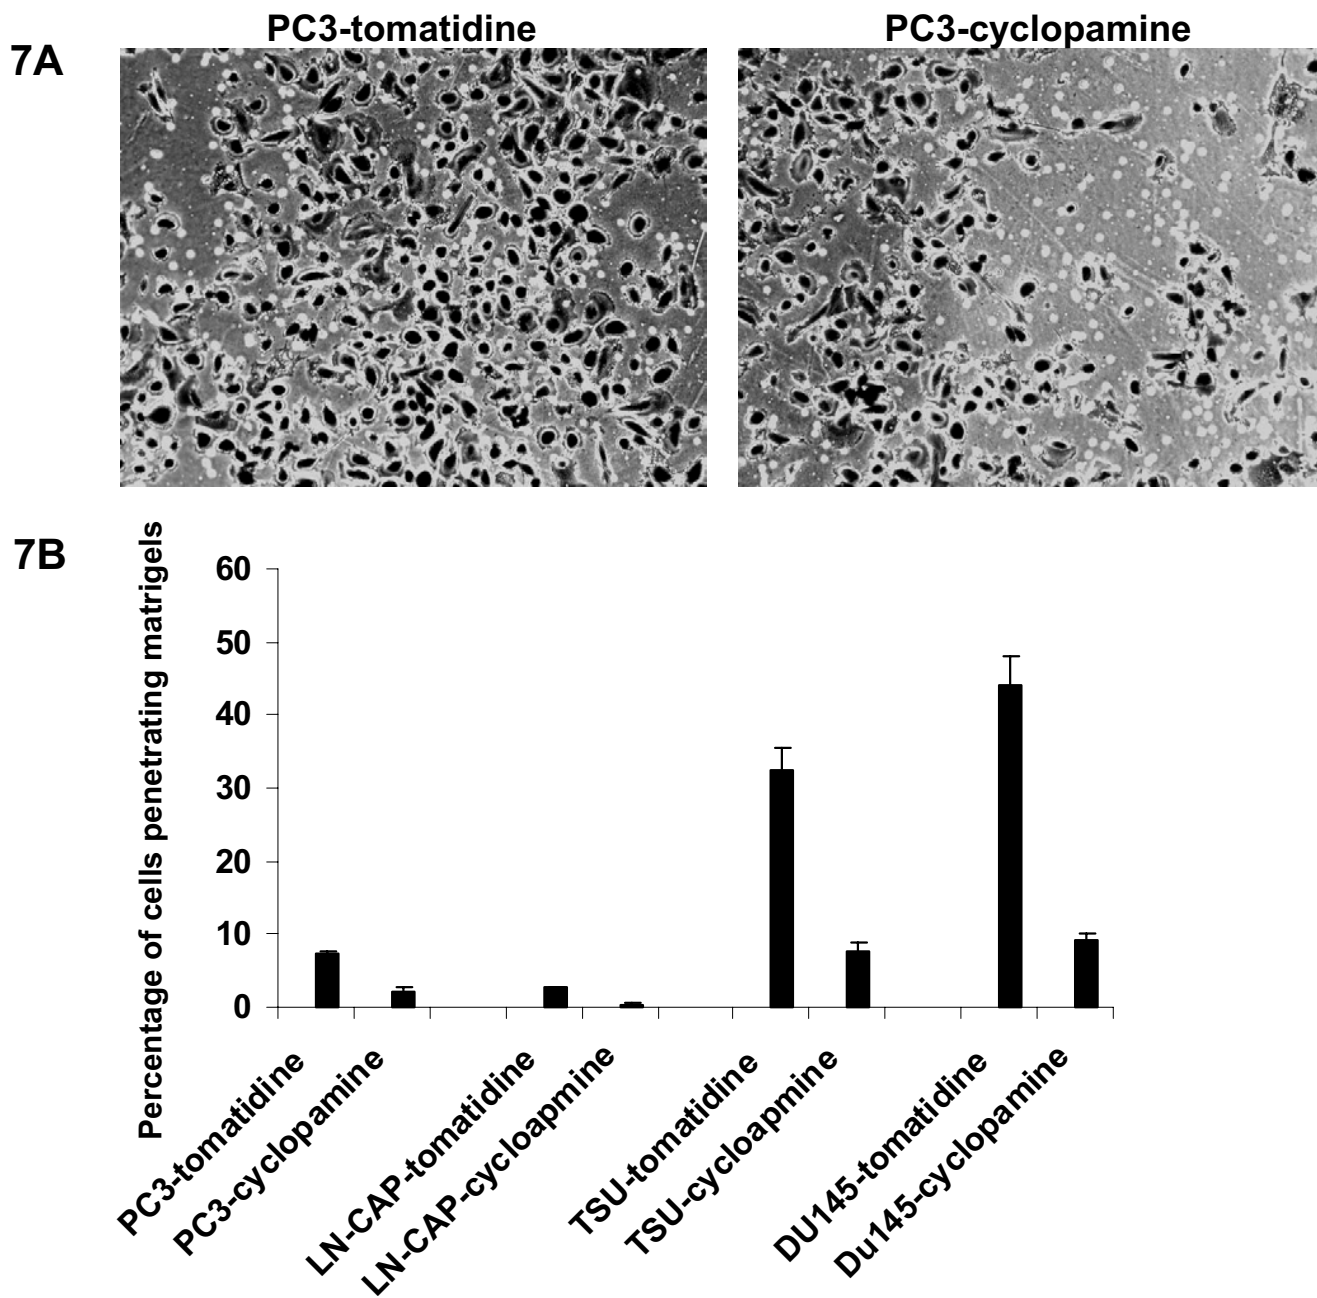 PC3-tomatidine
PC3-cyclopamine
7A
7B
Percentage of cells penetrating matrigels
60
50
40
30
20
10
0
PC3-tomatidine
PC3-cyclopamine
LN-CAP-tomatidine
LN-CAP-cycloapmine
TSU-tomatidine
TSU-cycloapmine
DU145-tomatidine
Du145-cyclopamine